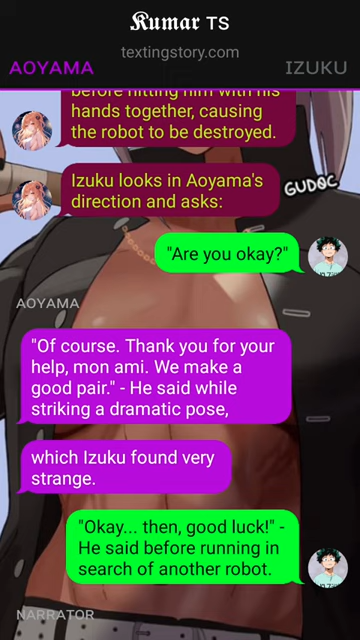 Kumar TS
textingstory.com
AOYAMA IZUKU
before hitting him with his
hands together, causing
the robot to be destroyed.
Izuku looks in Aoyama's
direction and asks:
GUDOC
"Are you okay?"
AOYAMA
"Of course. Thank you for your
help, mon ami. We make a
good pair." - He said while
striking a dramatic pose,
which Izuku found very
strange.
"Okay... then, good luck!" -
He said before running in
search of another robot.
NARRATOR